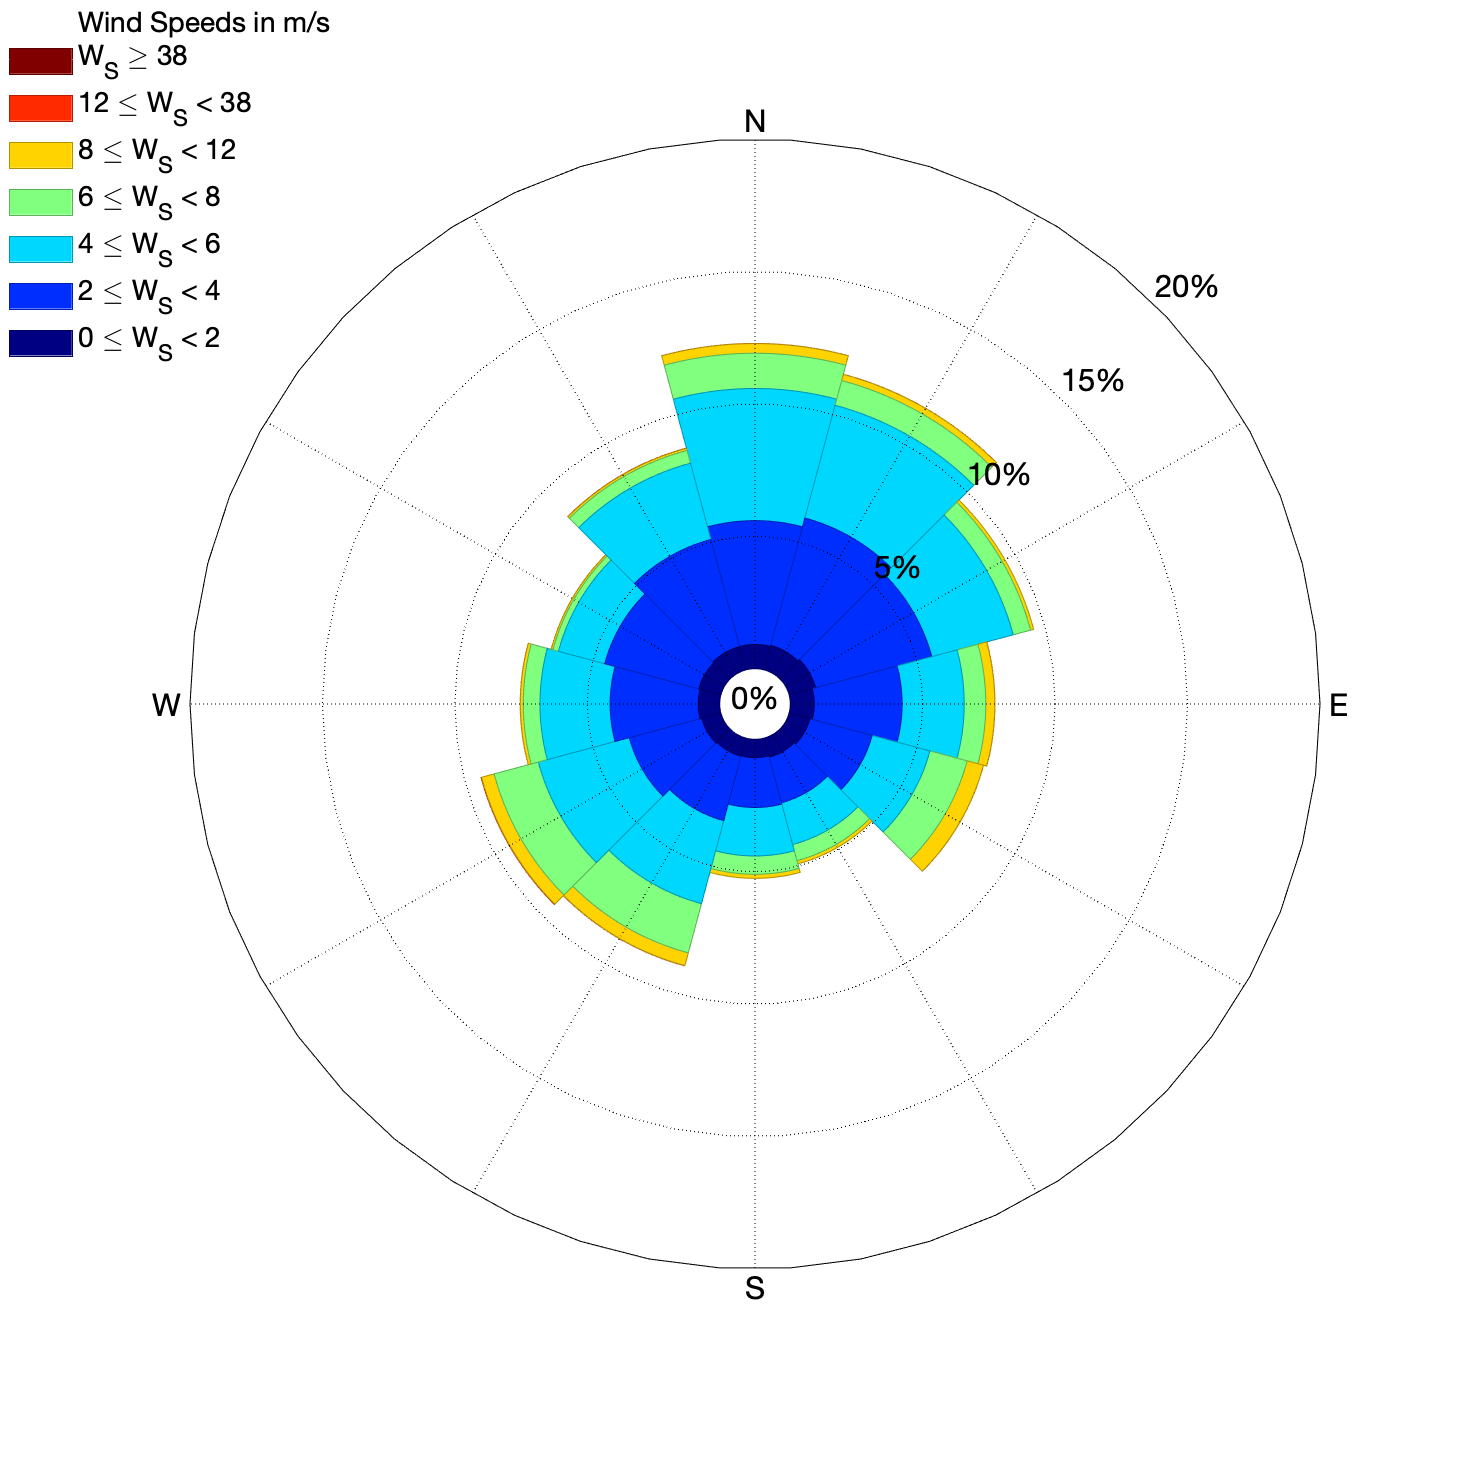 Wind Speeds in m/s
W_S ≥ 38
12 ≤ W_S < 38
8 ≤ W_S < 12
6 ≤ W_S < 8
4 ≤ W_S < 6
2 ≤ W_S < 4
0 ≤ W_S < 2
N
20%
15%
10%
5%
0%
W
E
S